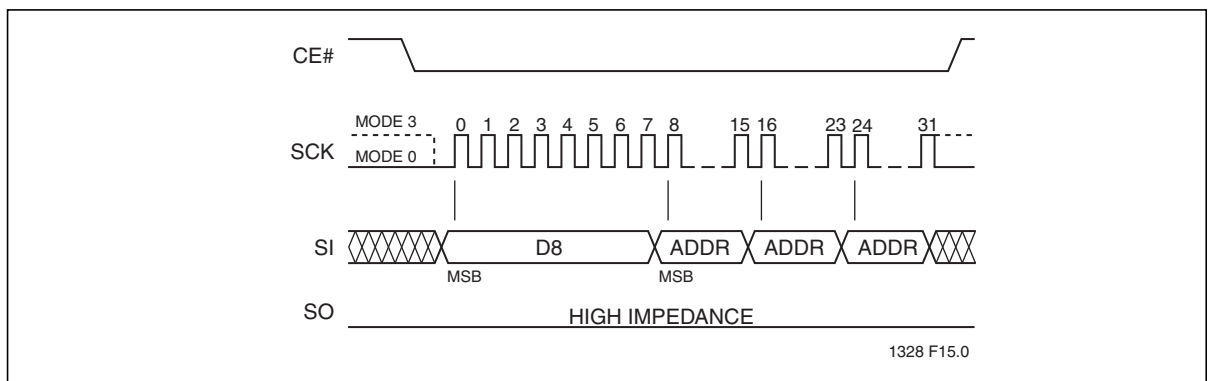 CE#
MODE 3
0 1 2 3 4 5 6 7 8 15 16 23 24 31
SCK
MODE 0
SI D8 ADDR ADDR ADDR
MSB MSB
SO HIGH IMPEDANCE
1328 F15.0